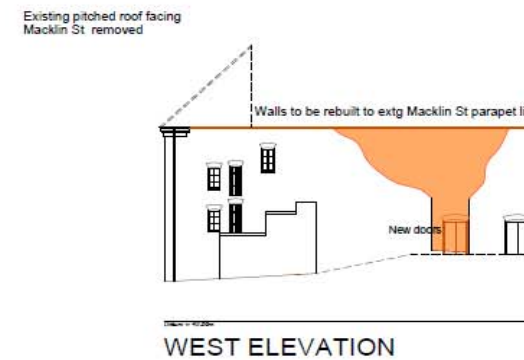 Existing pitched roof facing
Macklin St removed
Walls to be rebuilt to extg Macklin St parapet li
New doors
WEST ELEVATION